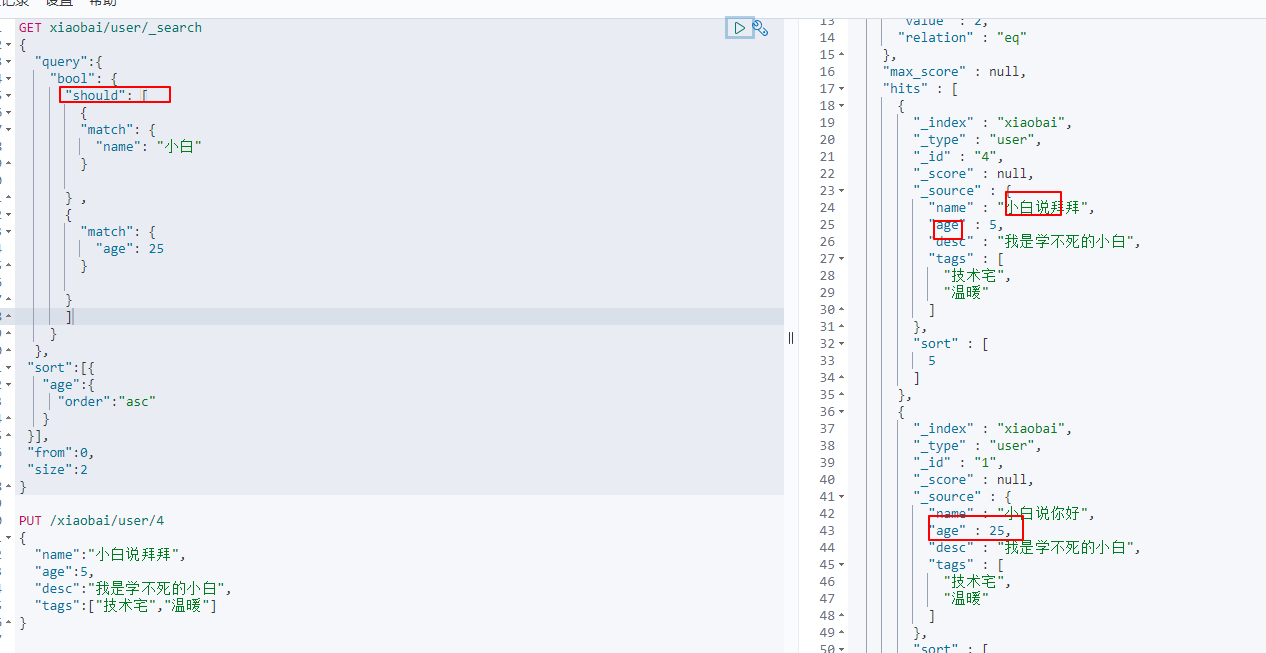 记录 设置 帮助
GET xiaobai/user/_search
{
"query":{
"bool": {
"should": [
{
"match": {
"name": "小白"
}
} ,
{
"match": {
"age": 25
}
}
]
}
},
"sort":[{
"age":{
"order":"asc"
}
}],
"from":0,
"size":2
}
PUT /xiaobai/user/4
{
"name":"小白说拜拜",
"age":5,
"desc":"我是学不死的小白",
"tags":["技术宅","温暖"]
}
13 "value" : 2,
14 "relation" : "eq"
15 },
16 "max_score" : null,
17 "hits" : [
18 {
19 "_index" : "xiaobai",
20 "_type" : "user",
21 "_id" : "4",
22 "_score" : null,
23 "_source" : {
24 "name" : "小白说拜拜",
25 "age" : 5,
26 "desc" : "我是学不死的小白",
27 "tags" : [
28 "技术宅",
29 "温暖"
30 ]
31 },
32 "sort" : [
33 5
34 ]
35 },
36 {
37 "_index" : "xiaobai",
38 "_type" : "user",
39 "_id" : "1",
40 "_score" : null,
41 "_source" : {
42 "name" : "小白说你好",
43 "age" : 25,
44 "desc" : "我是学不死的小白",
45 "tags" : [
46 "技术宅",
47 "温暖"
48 ]
49 },
50 "sort" : [